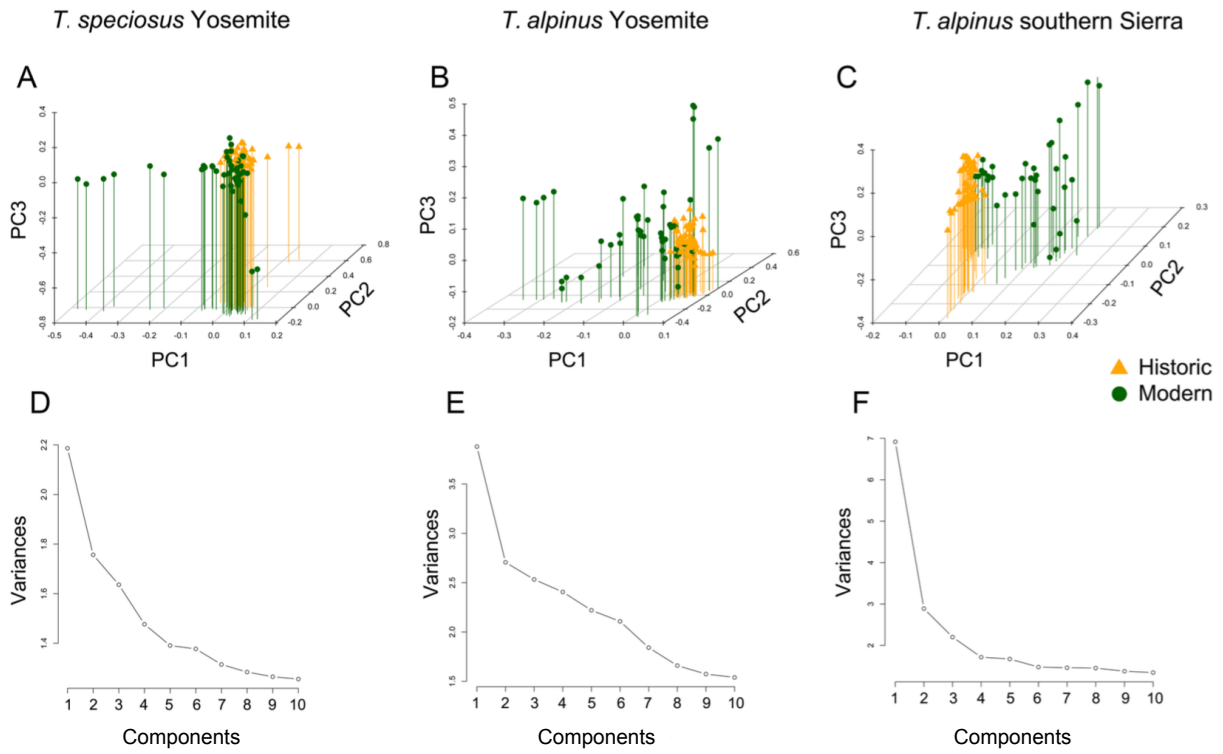 T. speciosus Yosemite
T. alpinus Yosemite
T. alpinus southern Sierra
A
PC3
0.4
0.2
0.0
-0.2
-0.4
-0.6
-0.8
-0.5
-0.4
-0.3
-0.2
-0.1
0.0
0.1
0.2
PC1
-0.2
0.0
0.2
0.4
0.6
0.8
PC2
B
PC3
0.5
0.4
0.3
0.2
0.1
0.0
-0.1
-0.2
-0.4
-0.3
-0.2
-0.1
0.0
0.1
PC1
-0.4
-0.2
0.0
0.2
0.4
0.6
PC2
C
PC3
0.4
0.2
0.0
-0.2
-0.4
-0.2
-0.1
0.0
0.1
0.2
0.3
0.4
PC1
-0.3
-0.2
-0.1
0.0
0.1
0.2
0.3
PC2
Historic
Modern
D
Variances
2.2
2.0
1.8
1.6
1.4
1 2 3 4 5 6 7 8 9 10
Components
E
Variances
3.5
3.0
2.5
2.0
1.5
1 2 3 4 5 6 7 8 9 10
Components
F
Variances
7
6
5
4
3
2
1 2 3 4 5 6 7 8 9 10
Components